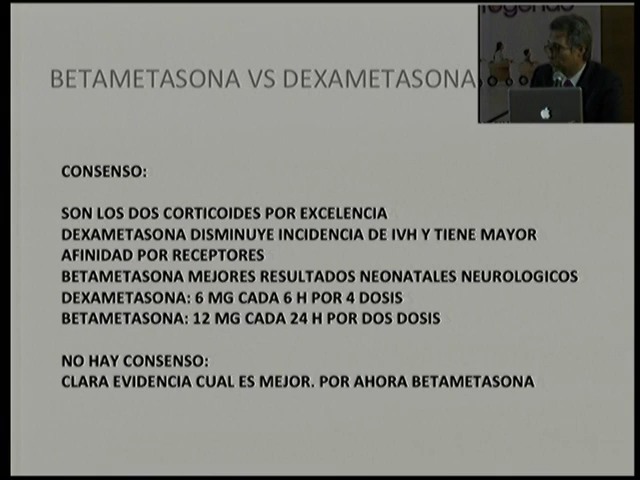 BETAMETASONA VS DEXAMETASONA
CONSENSO:
SON LOS DOS CORTICOIDES POR EXCELENCIA
DEXAMETASONA DISMINUYE INCIDENCIA DE IVH Y TIENE MAYOR
AFINIDAD POR RECEPTORES
BETAMETASONA MEJORES RESULTADOS NEONATALES NEUROLOGICOS
DEXAMETASONA: 6 MG CADA 6 H POR 4 DOSIS
BETAMETASONA: 12 MG CADA 24 H POR DOS DOSIS
NO HAY CONSENSO:
CLARA EVIDENCIA CUAL ES MEJOR. POR AHORA BETAMETASONA